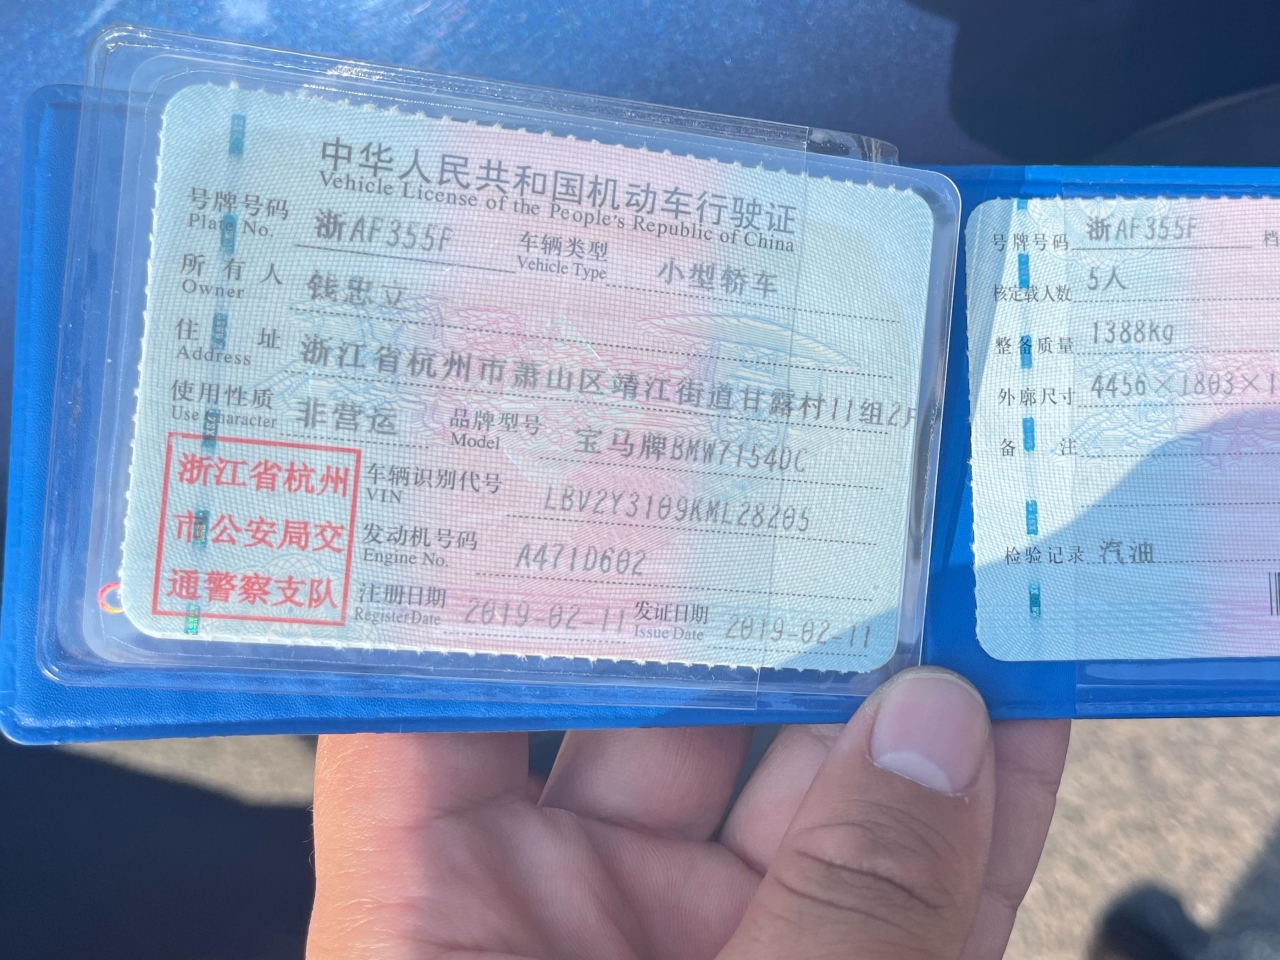 中华人民共和国机动车行驶证
Vehicle License of the People's Republic of China
号牌号码 浙AF355F 车辆类型 小型轿车
Plate No. Vehicle Type
所有人 钱忠立
Owner
住址 浙江省杭州市萧山区靖江街道甘露村11组2户
Address
使用性质 非营运 品牌型号 宝马牌BMW7154DC
Use Character Model
浙江省杭州
市公安局交
通警察支队
车辆识别代号 LBV2Y3109KML28205
VIN
发动机号码 A471D602
Engine No.
注册日期 2019-02-11 发证日期 2019-02-11
Register Date Issue Date
号牌号码 浙AF355F 档
核定载人数 5人
整备质量 1388kg
外廓尺寸 4456×1803×1
备注
检验记录 汽油